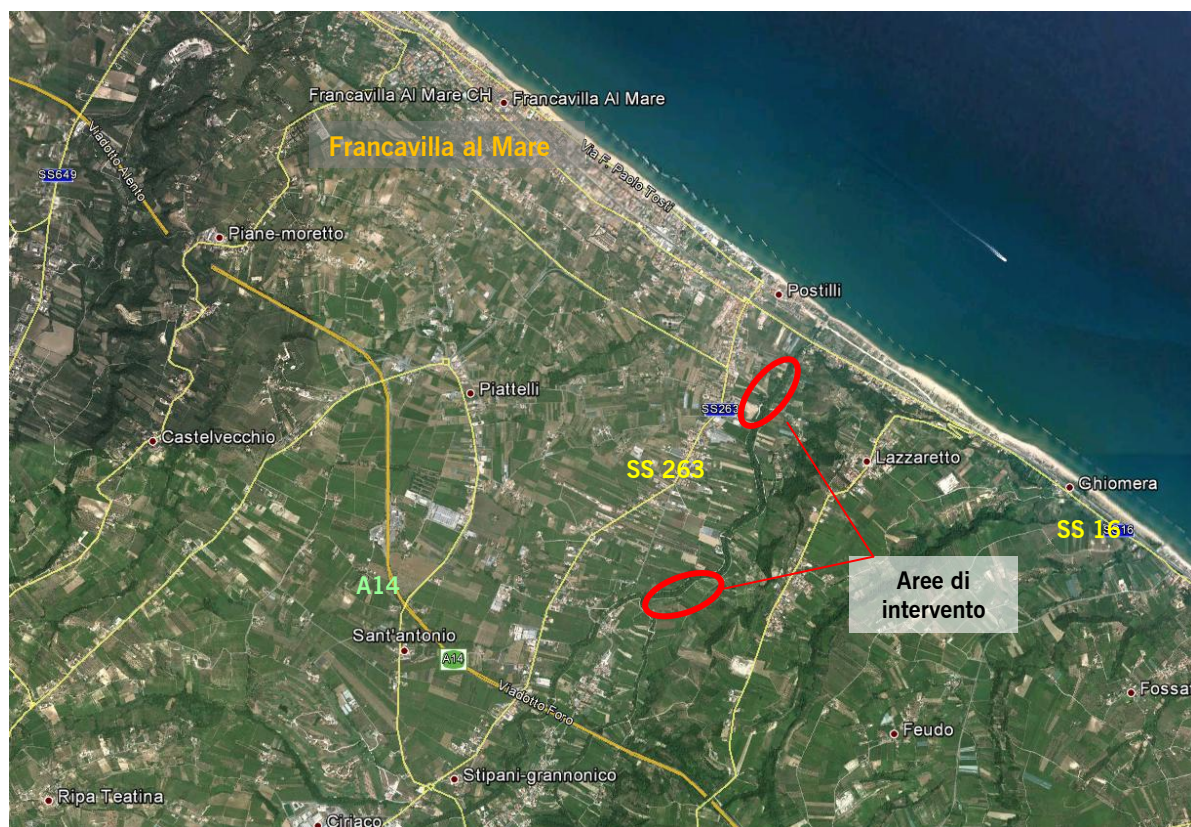 Francavilla Al Mare CH
Francavilla Al Mare
Francavilla al Mare
Viadotto Alento
Via F. Paolo Tosti
SS649
Piane-moretto
Postilli
Piattelli
SS263
Castelvecchio
SS 263
Lazzaretto
Ghiomera
SS 16
A14
Aree di
intervento
Sant'antonio
A14
Viadotto Foro
Fossa
Feudo
Stipani-grannonico
Ripa Teatina
Ciriaco